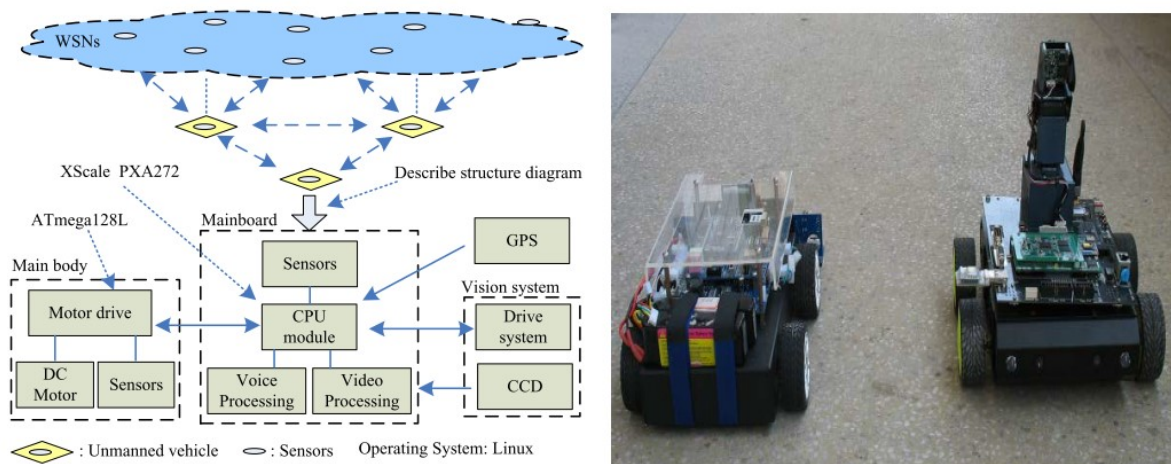 WSNs
XScale PXA272
Describe structure diagram
ATmega128L
Mainboard
GPS
Sensors
Main body
Vision system
Motor drive
CPU
module
Drive
system
DC
Motor
Sensors
Voice
Processing
Video
Processing
CCD
: Unmanned vehicle
: Sensors
Operating System: Linux